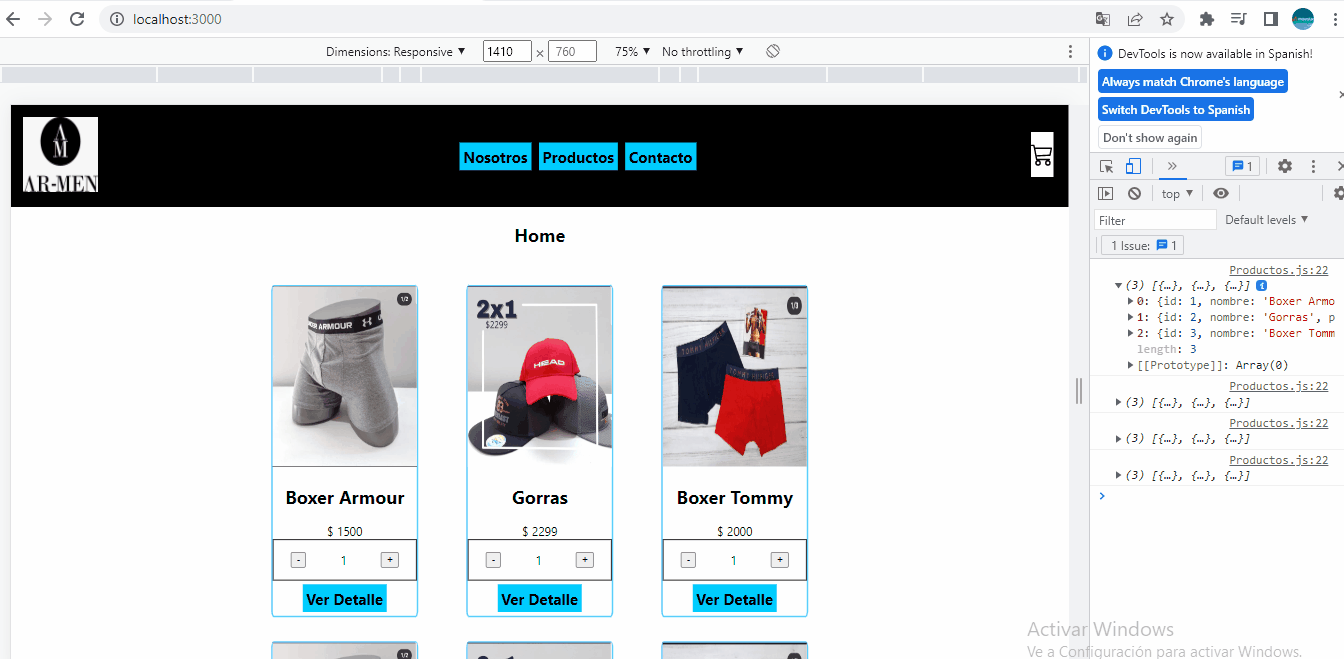 localhost:3000
Dimensions: Responsive ▼ 1410 × 760 75% ▼ No throttling ▼
DevTools is now available in Spanish!
Always match Chrome's language
Switch DevTools to Spanish
Don't show again
1
top ▼
Filter Default levels ▼
1 Issue: 1
AM
AR-MEN
Nosotros Productos Contacto
Home
1/2
ARMOUR
2x1
$2299
HEAD
Boxer Armour Gorras Boxer Tommy
$ 1500 $ 2299 $ 2000
- 1 + - 1 + - 1 +
Ver Detalle Ver Detalle Ver Detalle
1/2
Productos.js:22
▼(3) [{…}, {…}, {…}] i
▶0: {id: 1, nombre: 'Boxer Armo
▶1: {id: 2, nombre: 'Gorras', p
▶2: {id: 3, nombre: 'Boxer Tomm
length: 3
▶[[Prototype]]: Array(0)
Productos.js:22
▶(3) [{…}, {…}, {…}]
Productos.js:22
▶(3) [{…}, {…}, {…}]
Productos.js:22
▶(3) [{…}, {…}, {…}]
Activar Windows
Ve a Configuración para activar Windows.